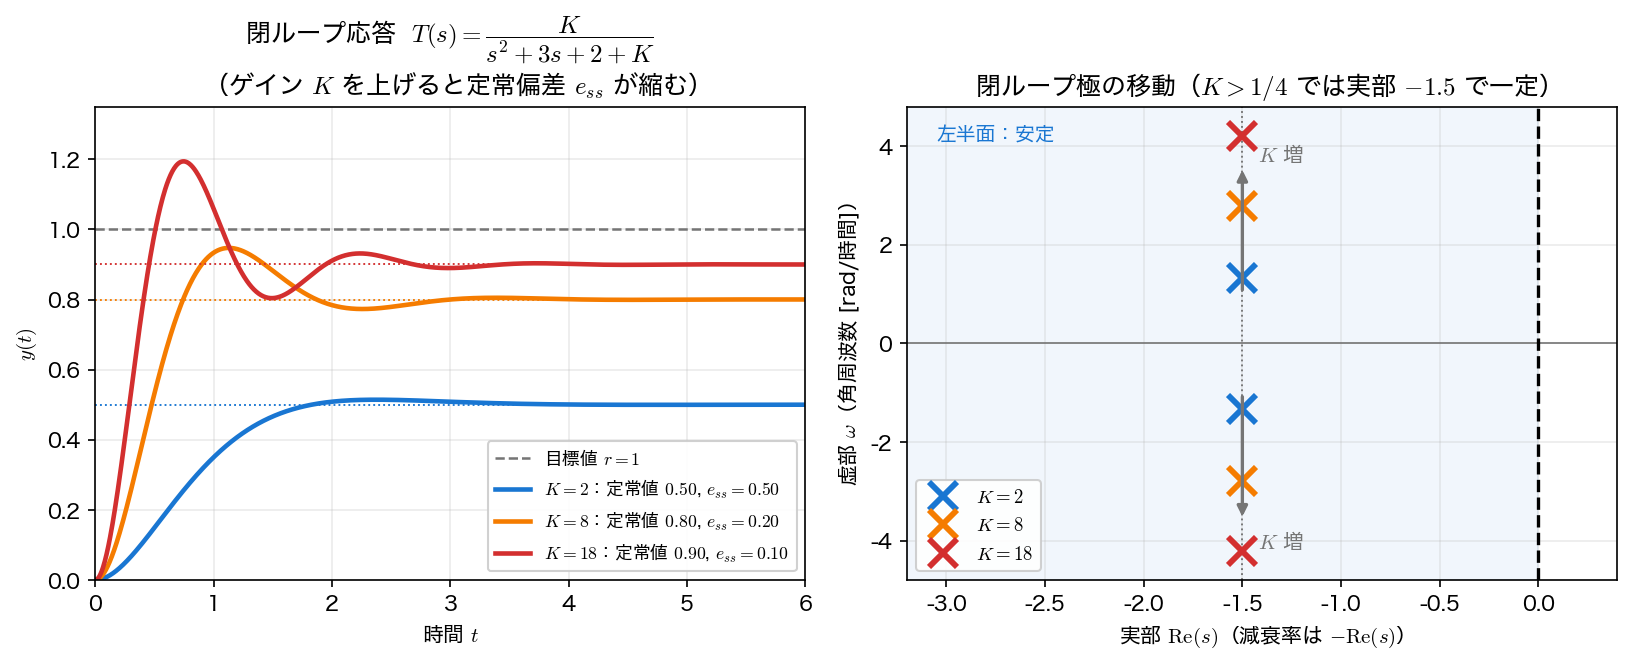 閉ループ応答 T(s) = K / (s² + 3s + 2 + K)
（ゲイン K を上げると定常偏差 e_ss が縮む）
1.2
1.0
0.8
0.6
0.4
0.2
0.0
y(t)
0 1 2 3 4 5 6
時間 t
目標値 r = 1
K = 2：定常値 0.50, e_ss = 0.50
K = 8：定常値 0.80, e_ss = 0.20
K = 18：定常値 0.90, e_ss = 0.10
閉ループ極の移動（K > 1/4 では実部 −1.5 で一定）
左半面：安定
K 増
K 増
4
2
0
-2
-4
虚部 ω（角周波数 [rad/時間]）
K = 2
K = 8
K = 18
-3.0 -2.5 -2.0 -1.5 -1.0 -0.5 0.0
実部 Re(s)（減衰率は −Re(s)）